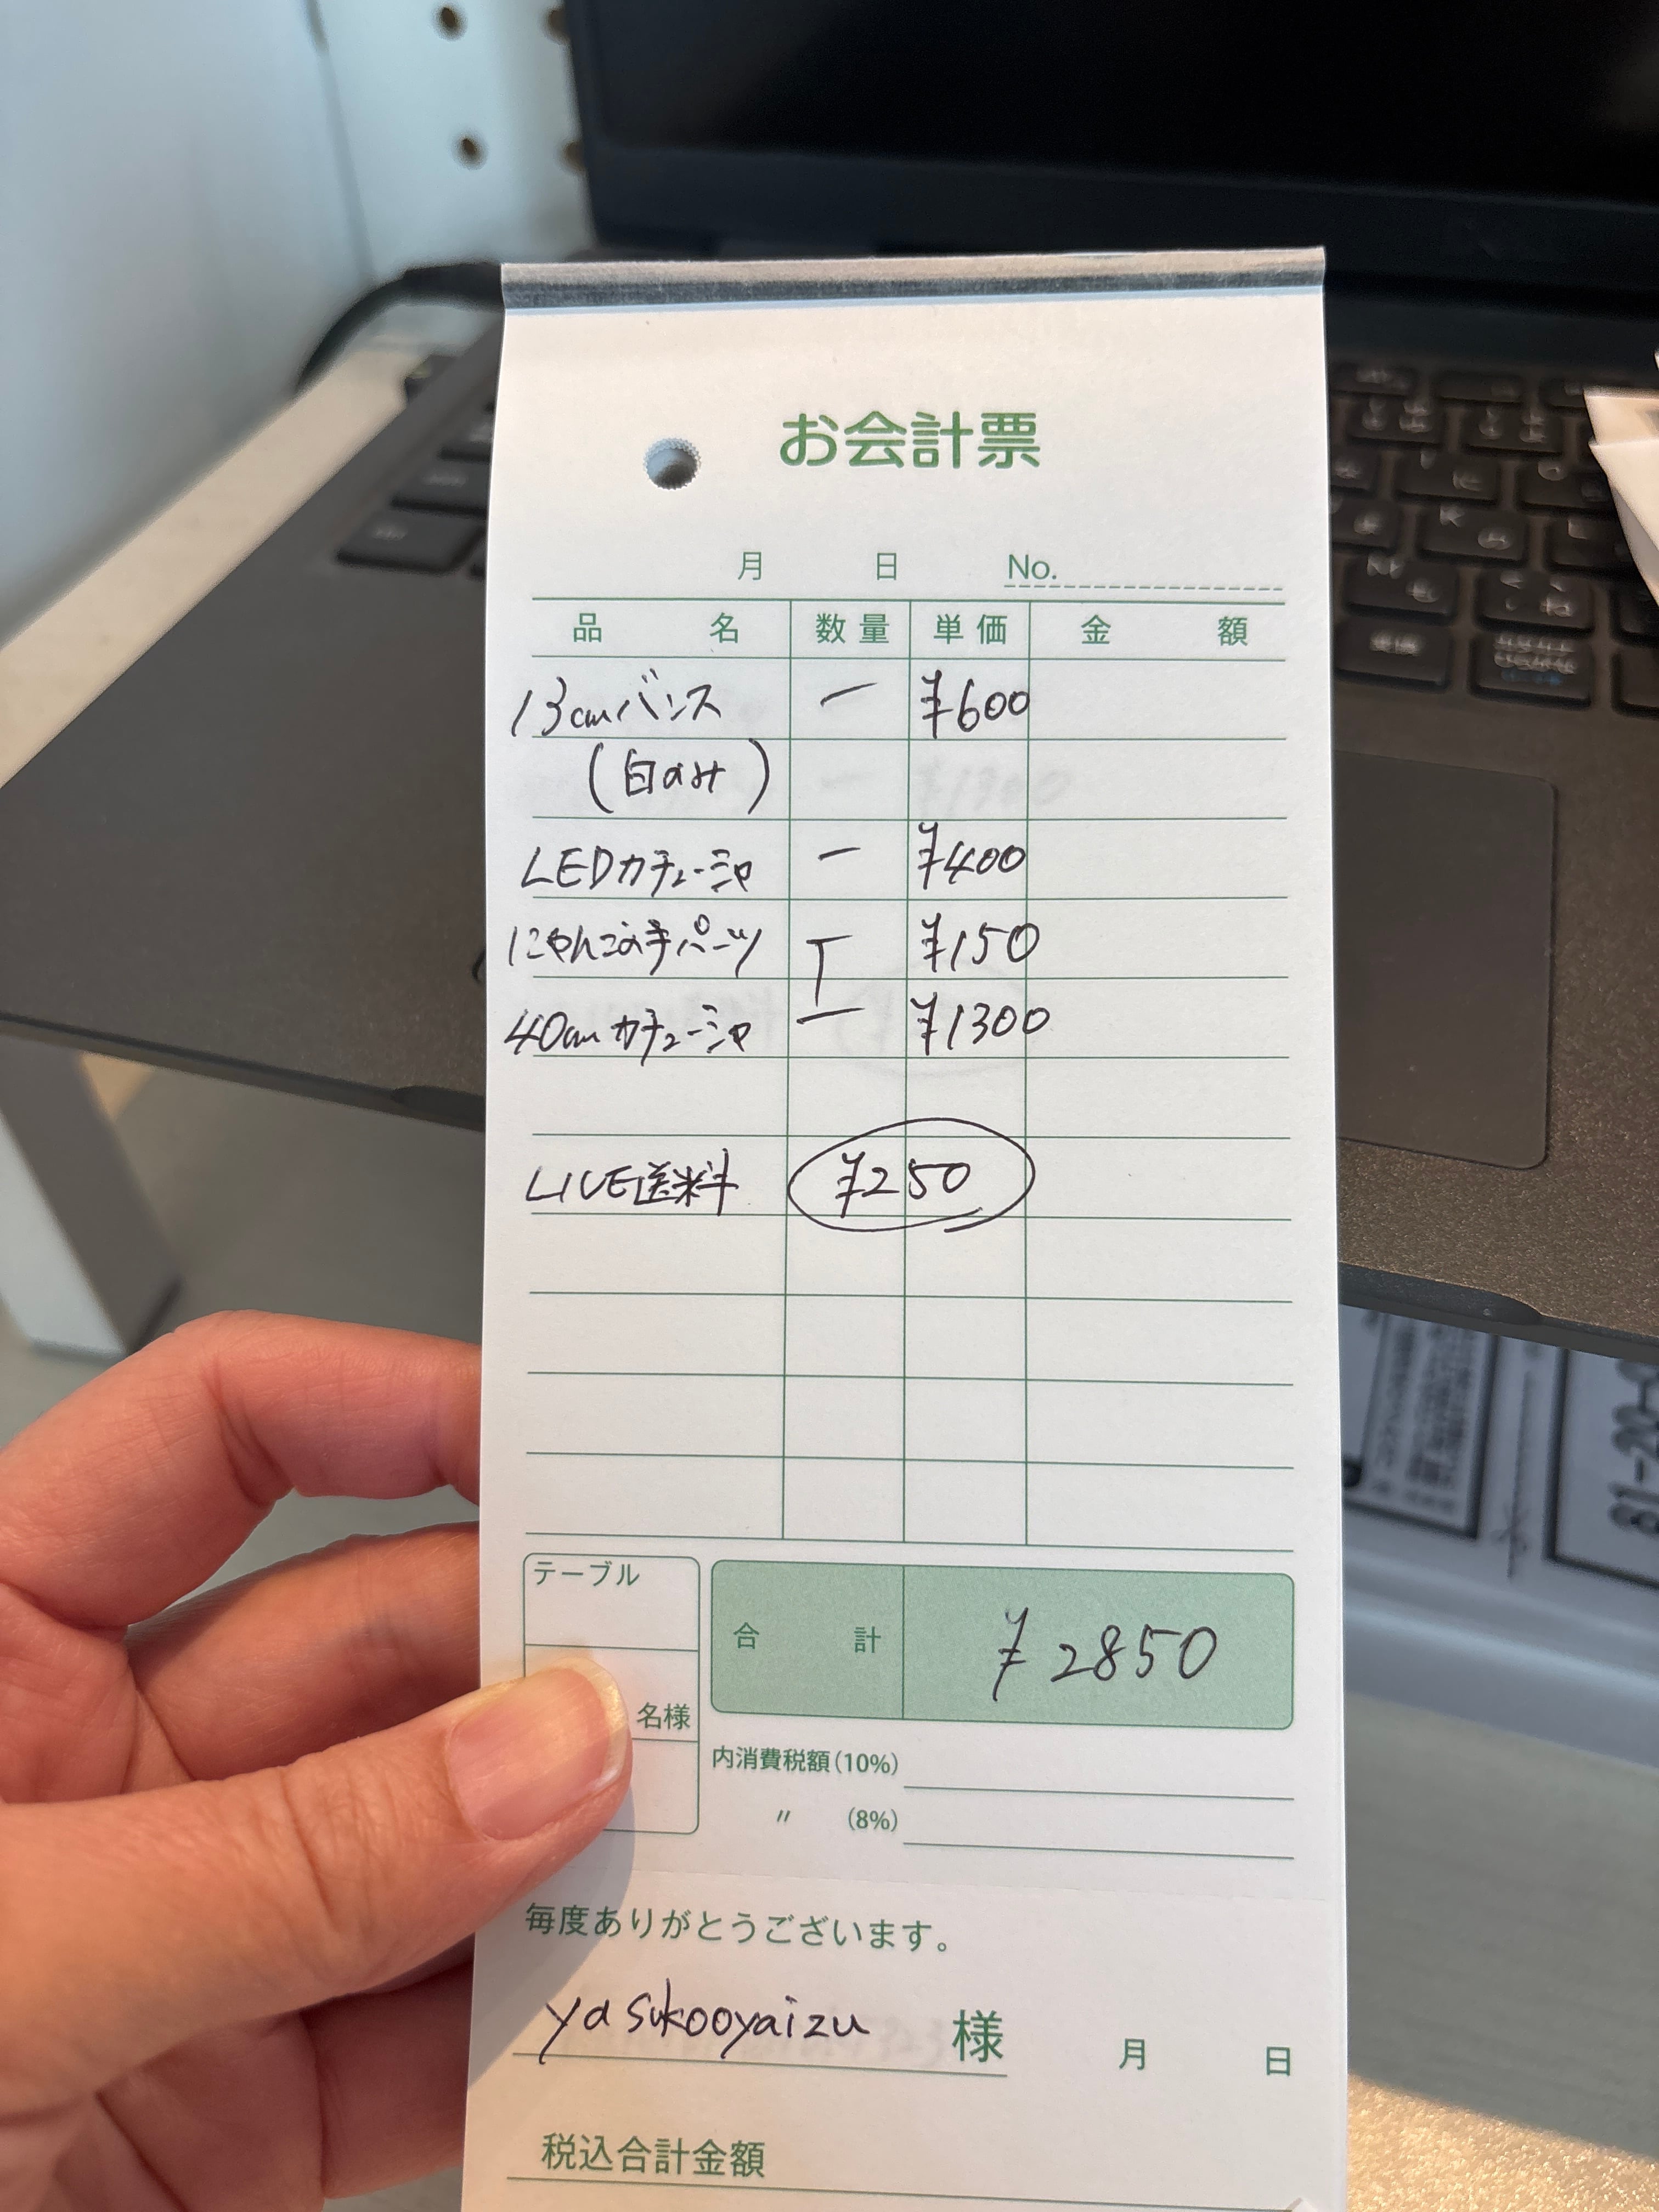 お会計票
月 日 No.
品名 数量 単価 金額
13cmバンス 一 ¥600
(白のみ)
LEDカチューシャ 一 ¥400
にゃんこの手パーツ T ¥150
40cmカチューシャ 一 ¥1300
LIVE送料 ¥250
テーブル
名様
合計 ¥2850
内消費税額(10%)
〃 (8%)
毎度ありがとうございます。
yasukooyaizu 様 月 日
税込合計金額